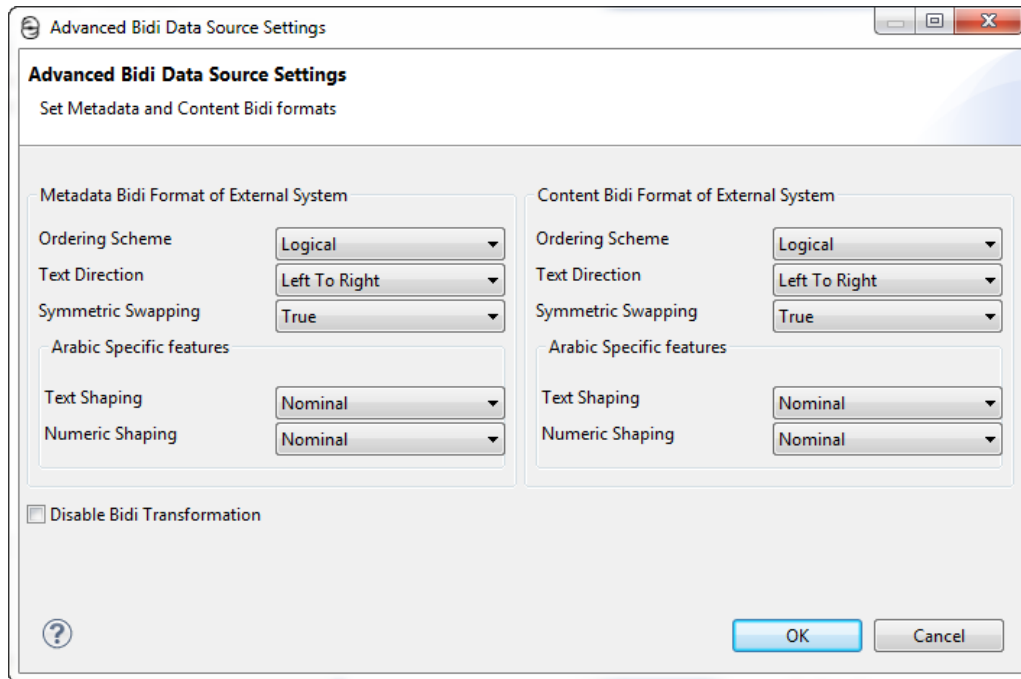 Advanced Bidi Data Source Settings
Advanced Bidi Data Source Settings
Set Metadata and Content Bidi formats
Metadata Bidi Format of External System
Ordering Scheme
Logical
Text Direction
Left To Right
Symmetric Swapping
True
Arabic Specific features
Text Shaping
Nominal
Numeric Shaping
Nominal
Content Bidi Format of External System
Ordering Scheme
Logical
Text Direction
Left To Right
Symmetric Swapping
True
Arabic Specific features
Text Shaping
Nominal
Numeric Shaping
Nominal
Disable Bidi Transformation
?
OK
Cancel